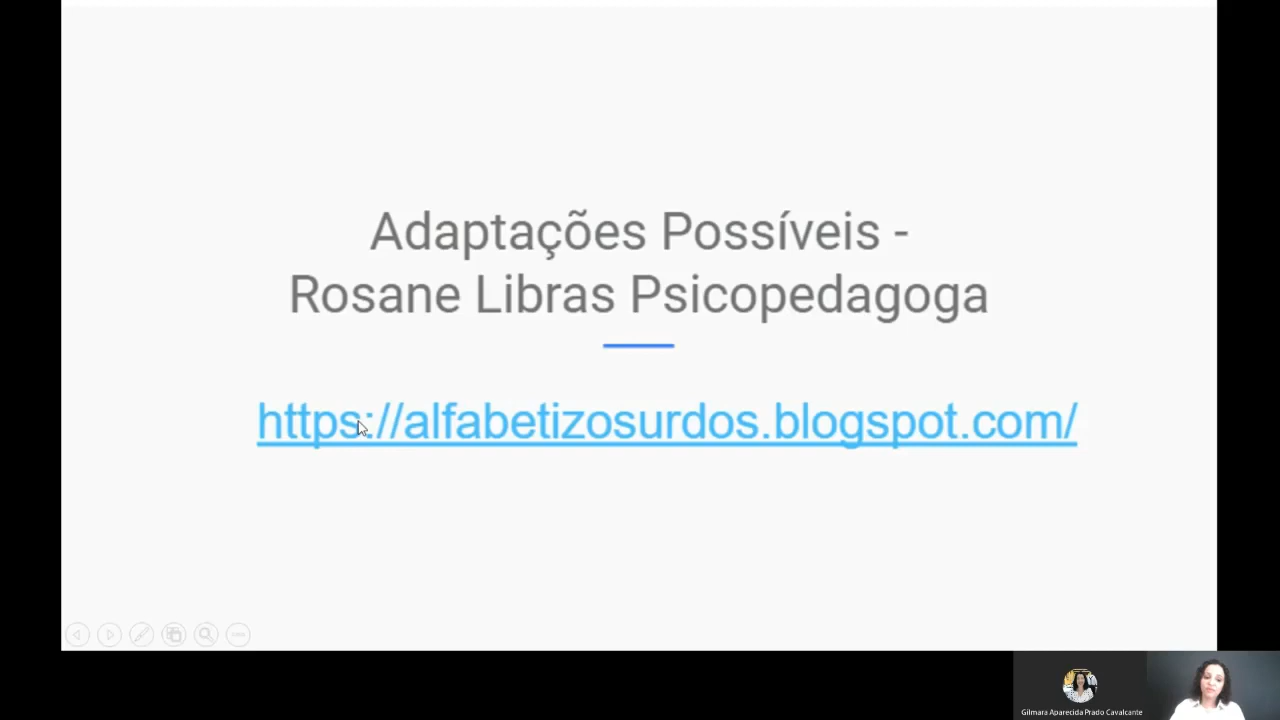 Adaptações Possíveis -
Rosane Libras Psicopedagoga
https://alfabetizosurdos.blogspot.com/
Gilmara Aparecida Prado Cavalcante